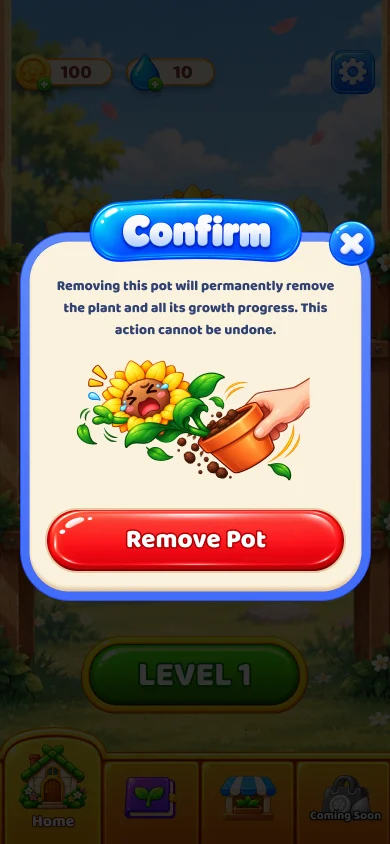 100
10
Confirm
Removing this pot will permanently remove
the plant and all its growth progress. This
action cannot be undone.
Remove Pot
LEVEL 1
Home
Coming Soon